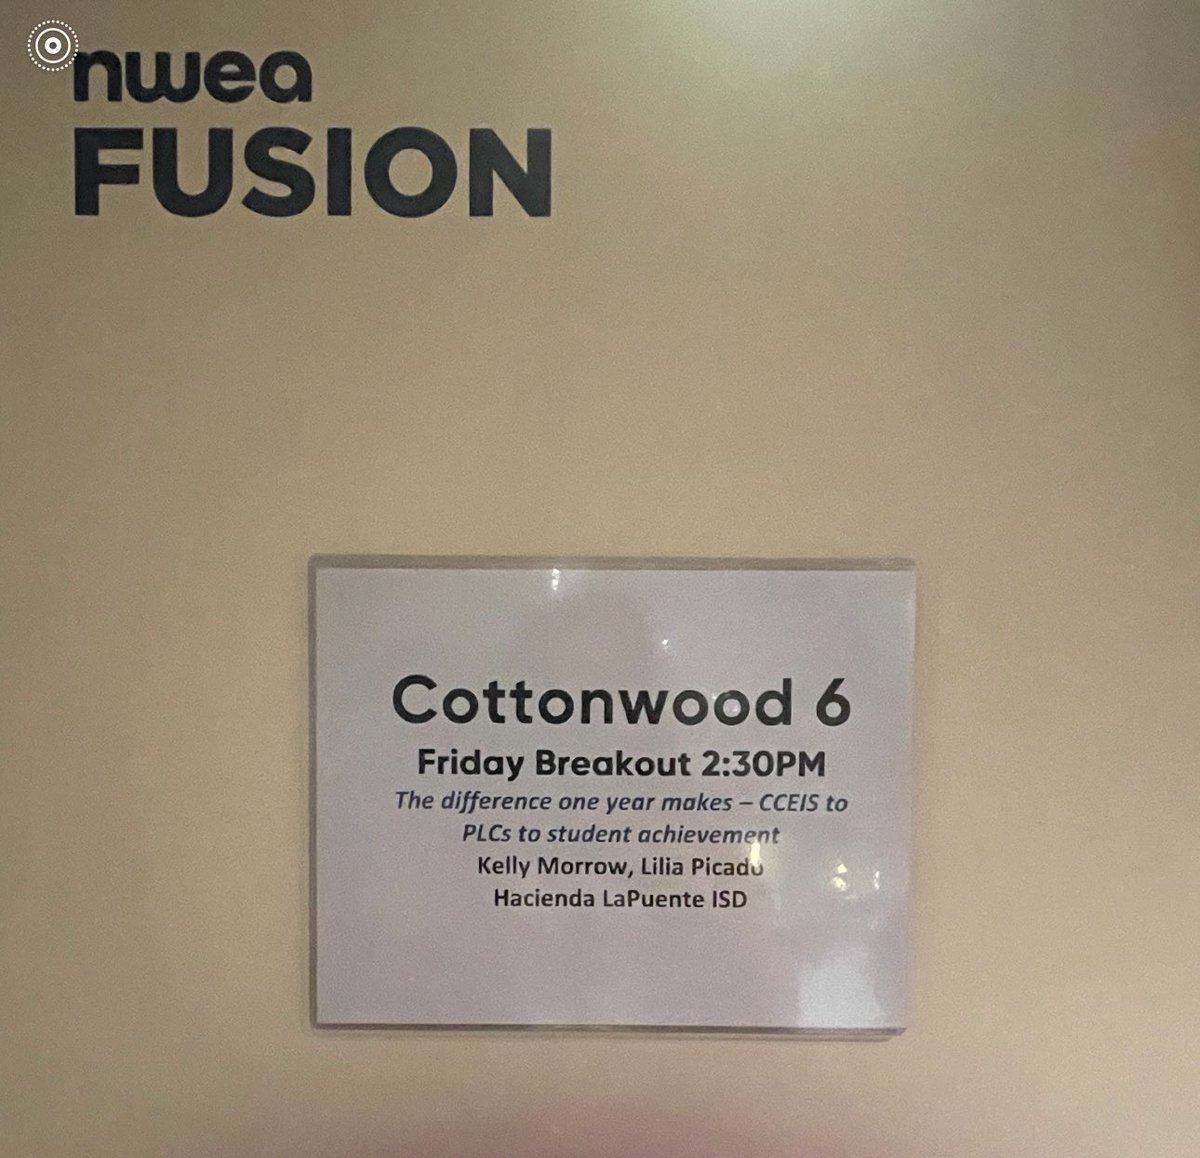 nwea
FUSION
Cottonwood 6
Friday Breakout 2:30PM
The difference one year makes – CCEIS to
PLCs to student achievement
Kelly Morrow, Lilia Picado
Hacienda LaPuente ISD